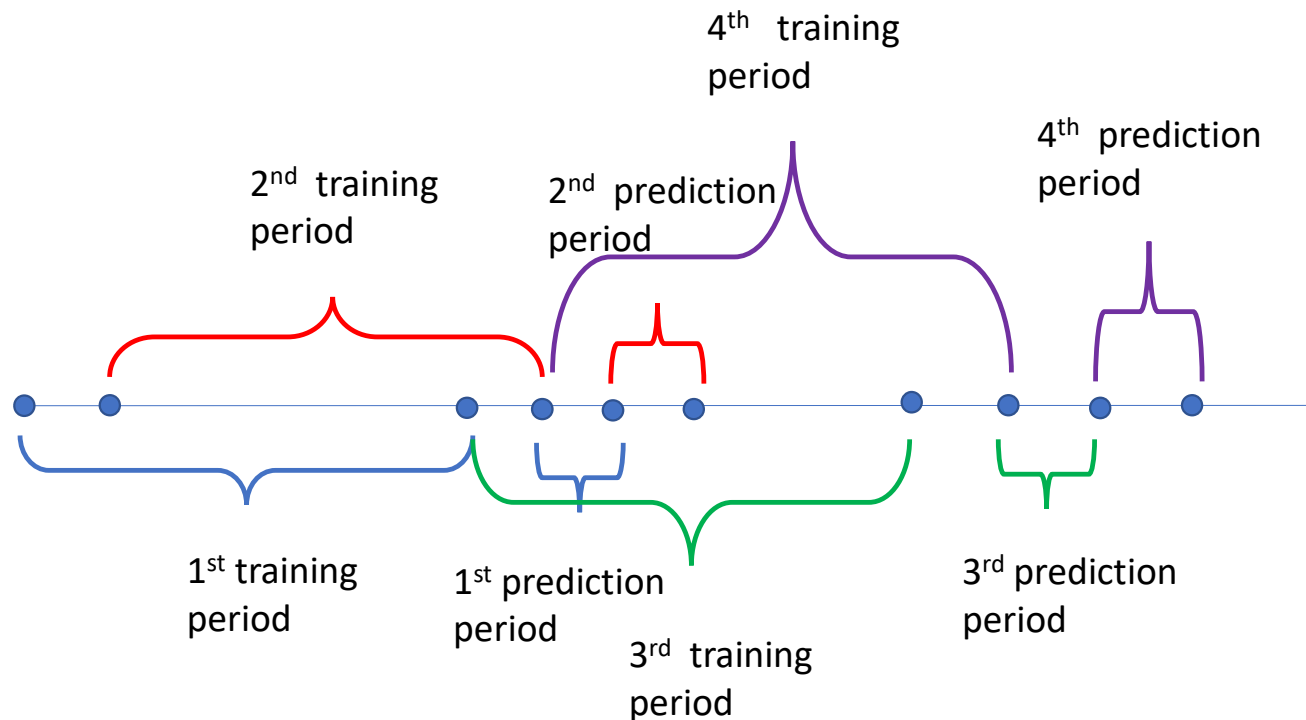 4th training
period
4th prediction
period
2nd training
period
2nd prediction
period
1st training
period
1st prediction
period
3rd prediction
period
3rd training
period